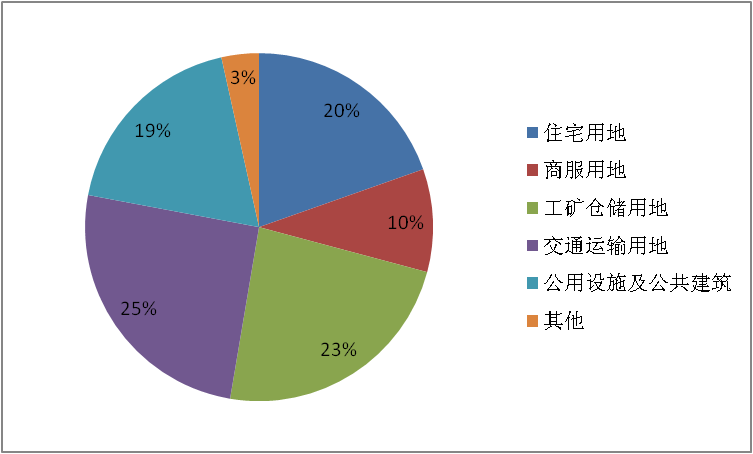 3%
20%
19%
10%
25%
23%
住宅用地
商服用地
工矿仓储用地
交通运输用地
公用设施及公共建筑
其他